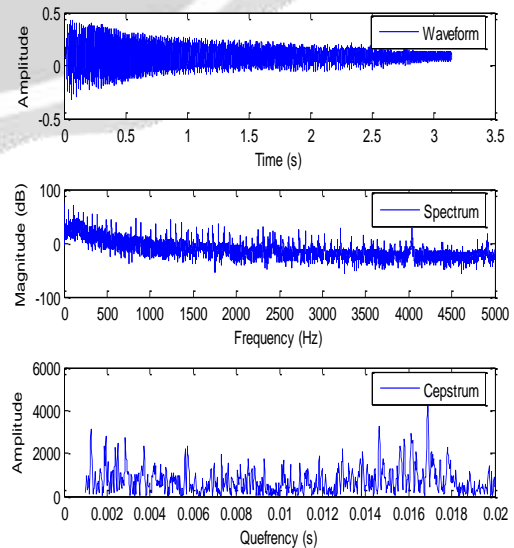 0.5
0
-0.5
Amplitude
Waveform
0 0.5 1 1.5 2 2.5 3 3.5
Time (s)
100
0
-100
Magnitude (dB)
Spectrum
0 500 1000 1500 2000 2500 3000 3500 4000 4500 5000
Frequency (Hz)
6000
4000
2000
0
Amplitude
Cepstrum
0 0.002 0.004 0.006 0.008 0.01 0.012 0.014 0.016 0.018 0.02
Quefrency (s)